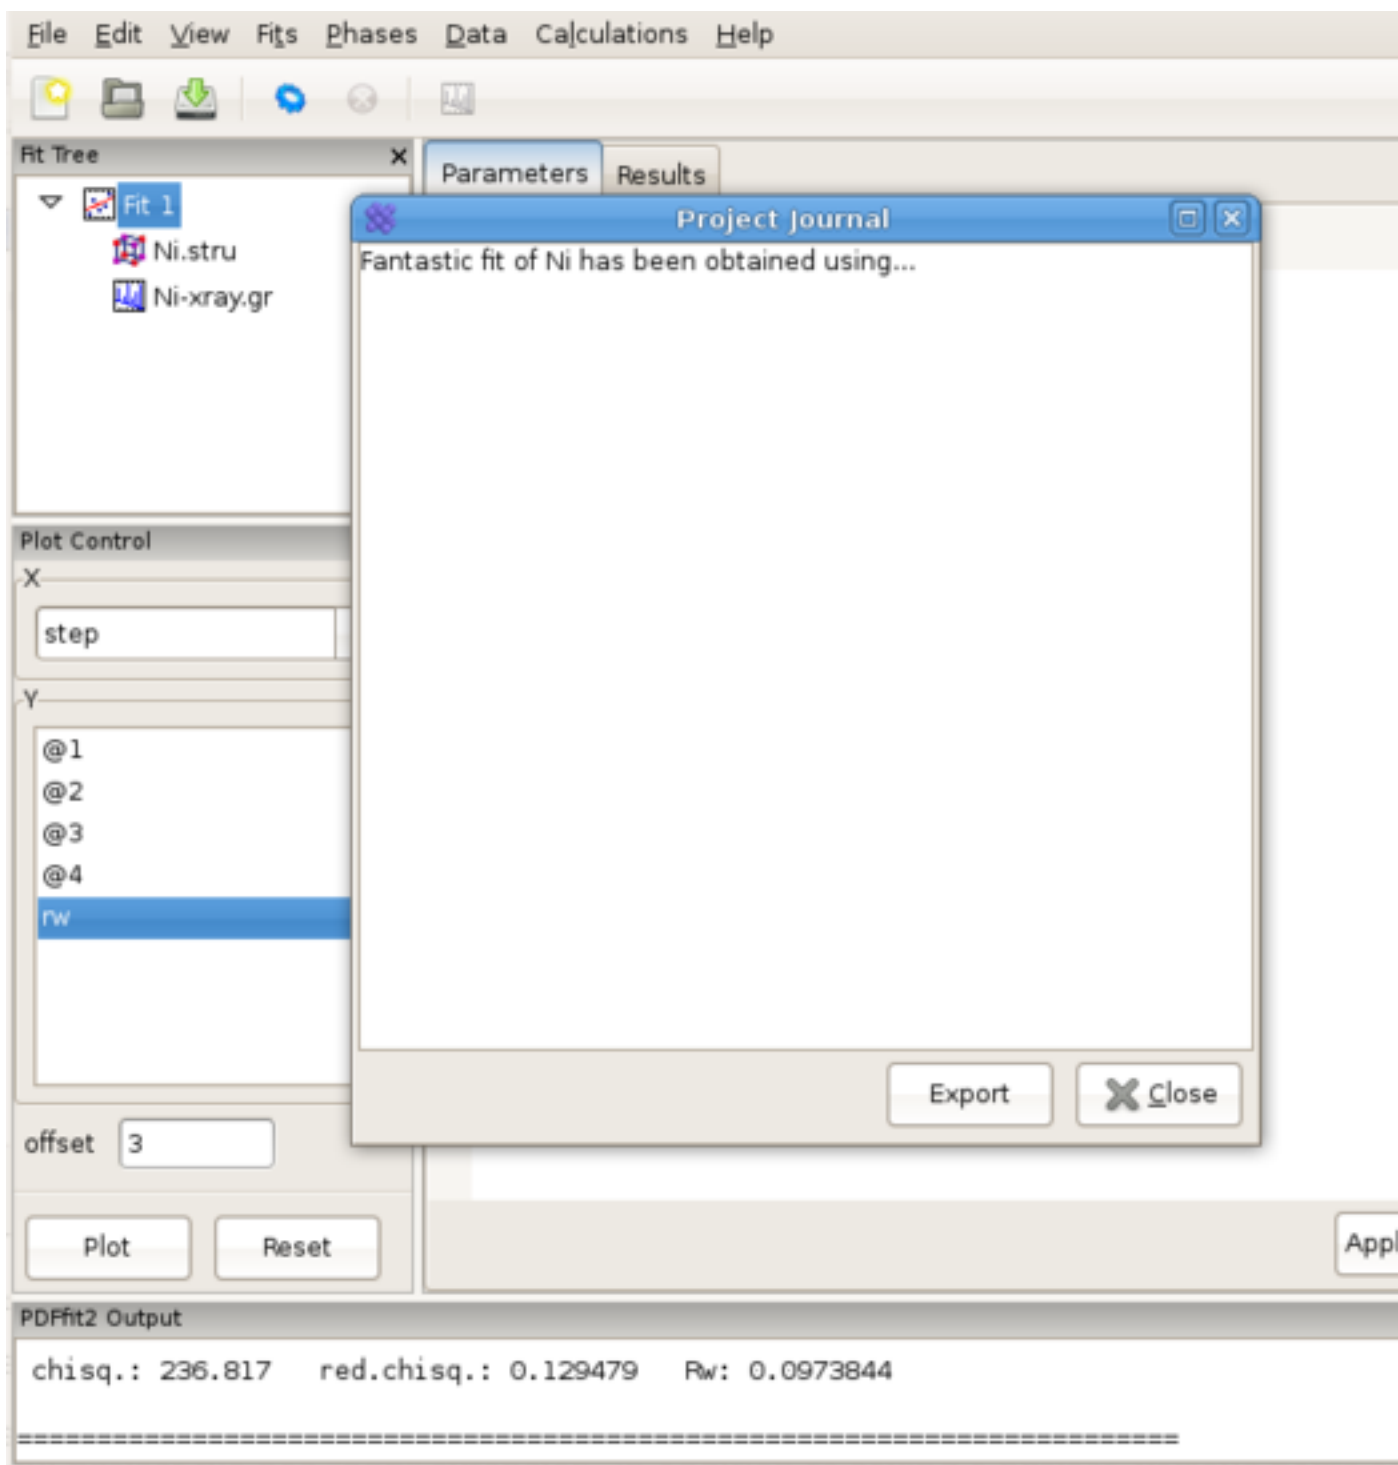 File Edit View Fits Phases Data Calculations Help
Fit Tree
Parameters Results
Fit 1
Ni.stru
Ni-xray.gr
Project Journal
Fantastic fit of Ni has been obtained using...
Export Close
Plot Control
X
step
Y
@1
@2
@3
@4
rw
offset 3
Plot Reset
Appl
PDFfit2 Output
chisq.: 236.817 red.chisq.: 0.129479 Rw: 0.0973844